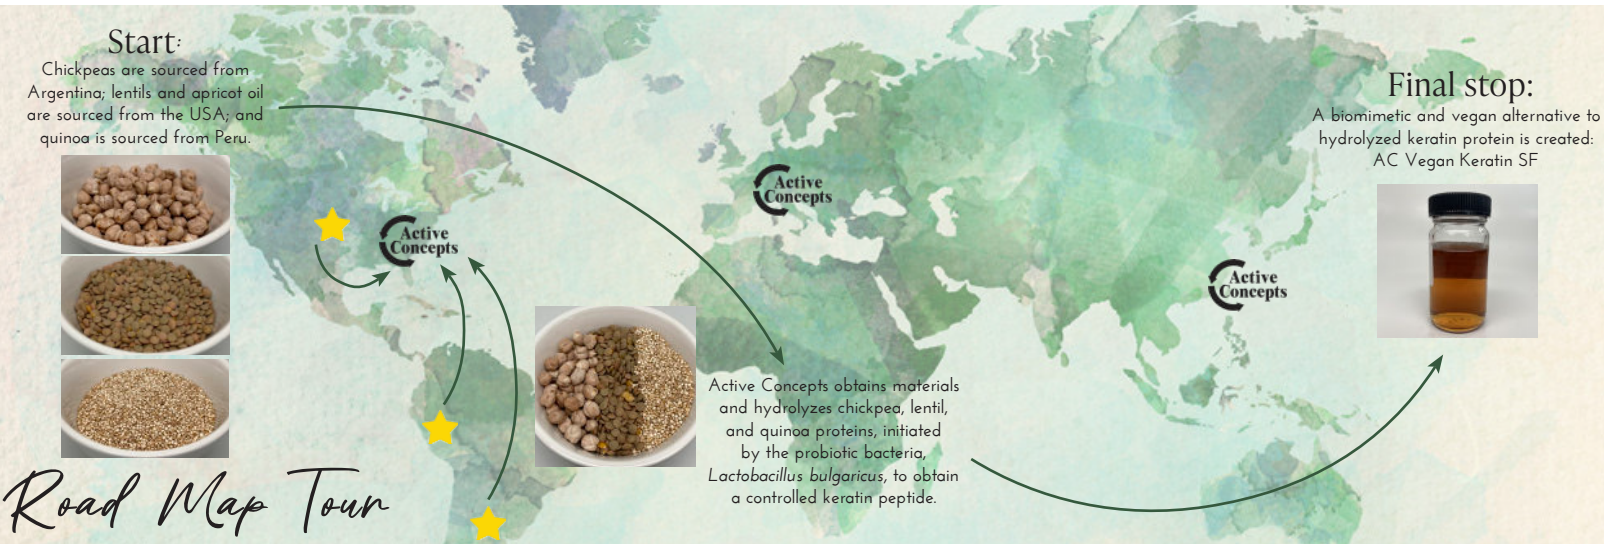 Start:
Chickpeas are sourced from
Argentina; lentils and apricot oil
are sourced from the USA; and
quinoa is sourced from Peru.
Active
Concepts
Active
Concepts
Active
Concepts
Active Concepts obtains materials
and hydrolyzes chickpea, lentil,
and quinoa proteins, initiated
by the probiotic bacteria,
Lactobacillus bulgaricus, to obtain
a controlled keratin peptide.
Final stop:
A biomimetic and vegan alternative to
hydrolyzed keratin protein is created:
AC Vegan Keratin SF
Road Map Tour